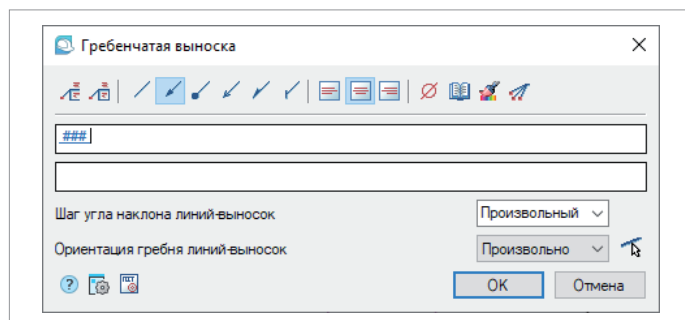 Гребенчатая выноска
###
Шаг угла наклона линий-выносок
Произвольный
Ориентация гребня линий-выносок
Произвольно
OK
Отмена